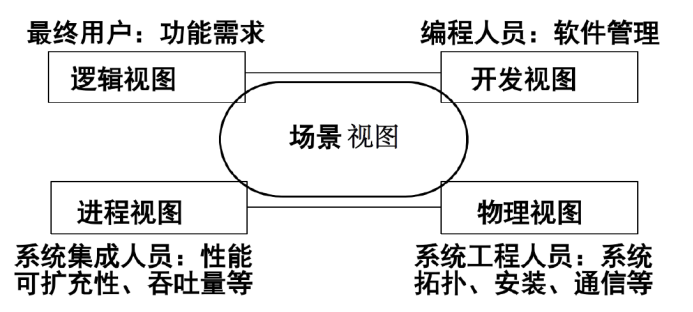 最终用户：功能需求
编程人员：软件管理
逻辑视图
开发视图
场景 视图
进程视图
物理视图
系统集成人员：性能
可扩充性、吞吐量等
系统工程人员：系统
拓扑、安装、通信等